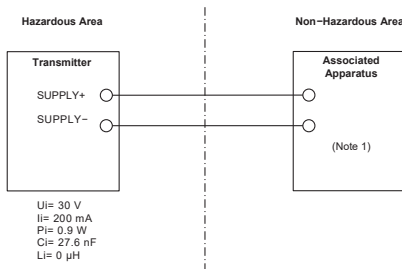 Hazardous Area
Non−Hazardous Area
Transmitter
SUPPLY+
SUPPLY−
Associated
Apparatus
(Note 1)
Ui= 30 V
Ii= 200 mA
Pi= 0.9 W
Ci= 27.6 nF
Li= 0 µH